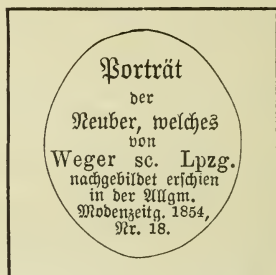 Porträt
der
Neuber, welches
von
Weger sc. Lpzg.
nachgebildet erschien
in der Allgm.
Modenzeitg. 1854,
Nr. 18.